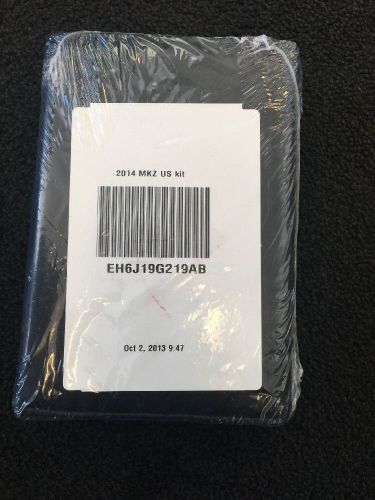 2014 MKZ US kit
EH6J19G219AB
Oct 2, 2013 9:47